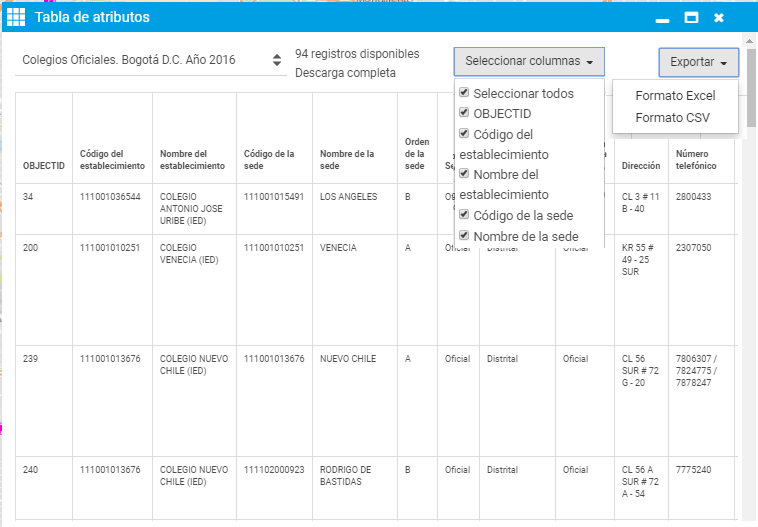 Tabla de atributos
Colegios Oficiales. Bogotá D.C. Año 2016
94 registros disponibles
Descarga completa
Seleccionar columnas
Exportar
Seleccionar todos
OBJECTID
Código del
establecimiento
Nombre del
establecimiento
Código de la sede
Nombre de la sede
Formato Excel
Formato CSV
OBJECTID
Código del
establecimiento
Nombre del
establecimiento
Código de la
sede
Nombre de la
sede
Orden
de la
sede
Dirección
Número
telefónico
34
111001036544
COLEGIO
ANTONIO JOSE
URIBE (IED)
111001015491
LOS ANGELES
B
CL 3 # 11
B - 40
2800433
200
111001010251
COLEGIO
VENECIA (IED)
111001010251
VENECIA
A
Oficial
Distrital
Oficial
KR 55 #
49 - 25
SUR
2307050
239
111001013676
COLEGIO NUEVO
CHILE (IED)
111001013676
NUEVO CHILE
A
Oficial
Distrital
Oficial
CL 56
SUR # 72
G - 20
7806307 /
7824775 /
7878247
240
111001013676
COLEGIO NUEVO
CHILE (IED)
111102000923
RODRIGO DE
BASTIDAS
B
Oficial
Distrital
Oficial
CL 56 A
SUR # 72
A - 54
7775240